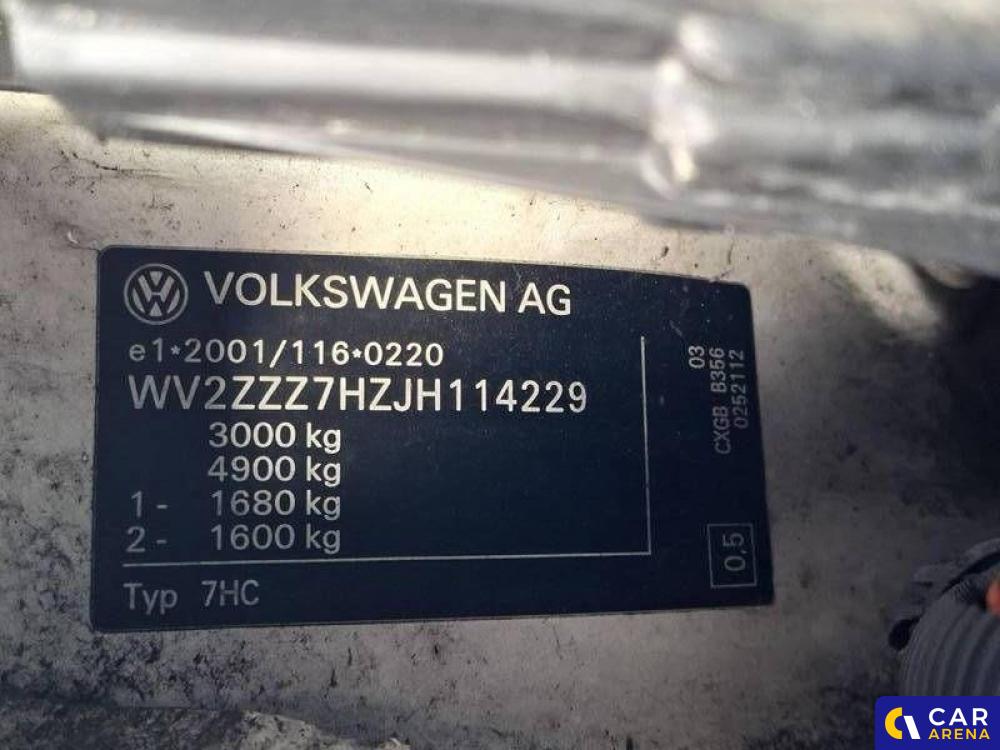 VOLKSWAGEN AG
e1*2001/116*0220
WV2ZZZ7HZJH114229
3000 kg
4900 kg
1- 1680 kg
2- 1600 kg
Typ 7HC
03
CXGB B356
0252112
0,5
CAR
ARENA